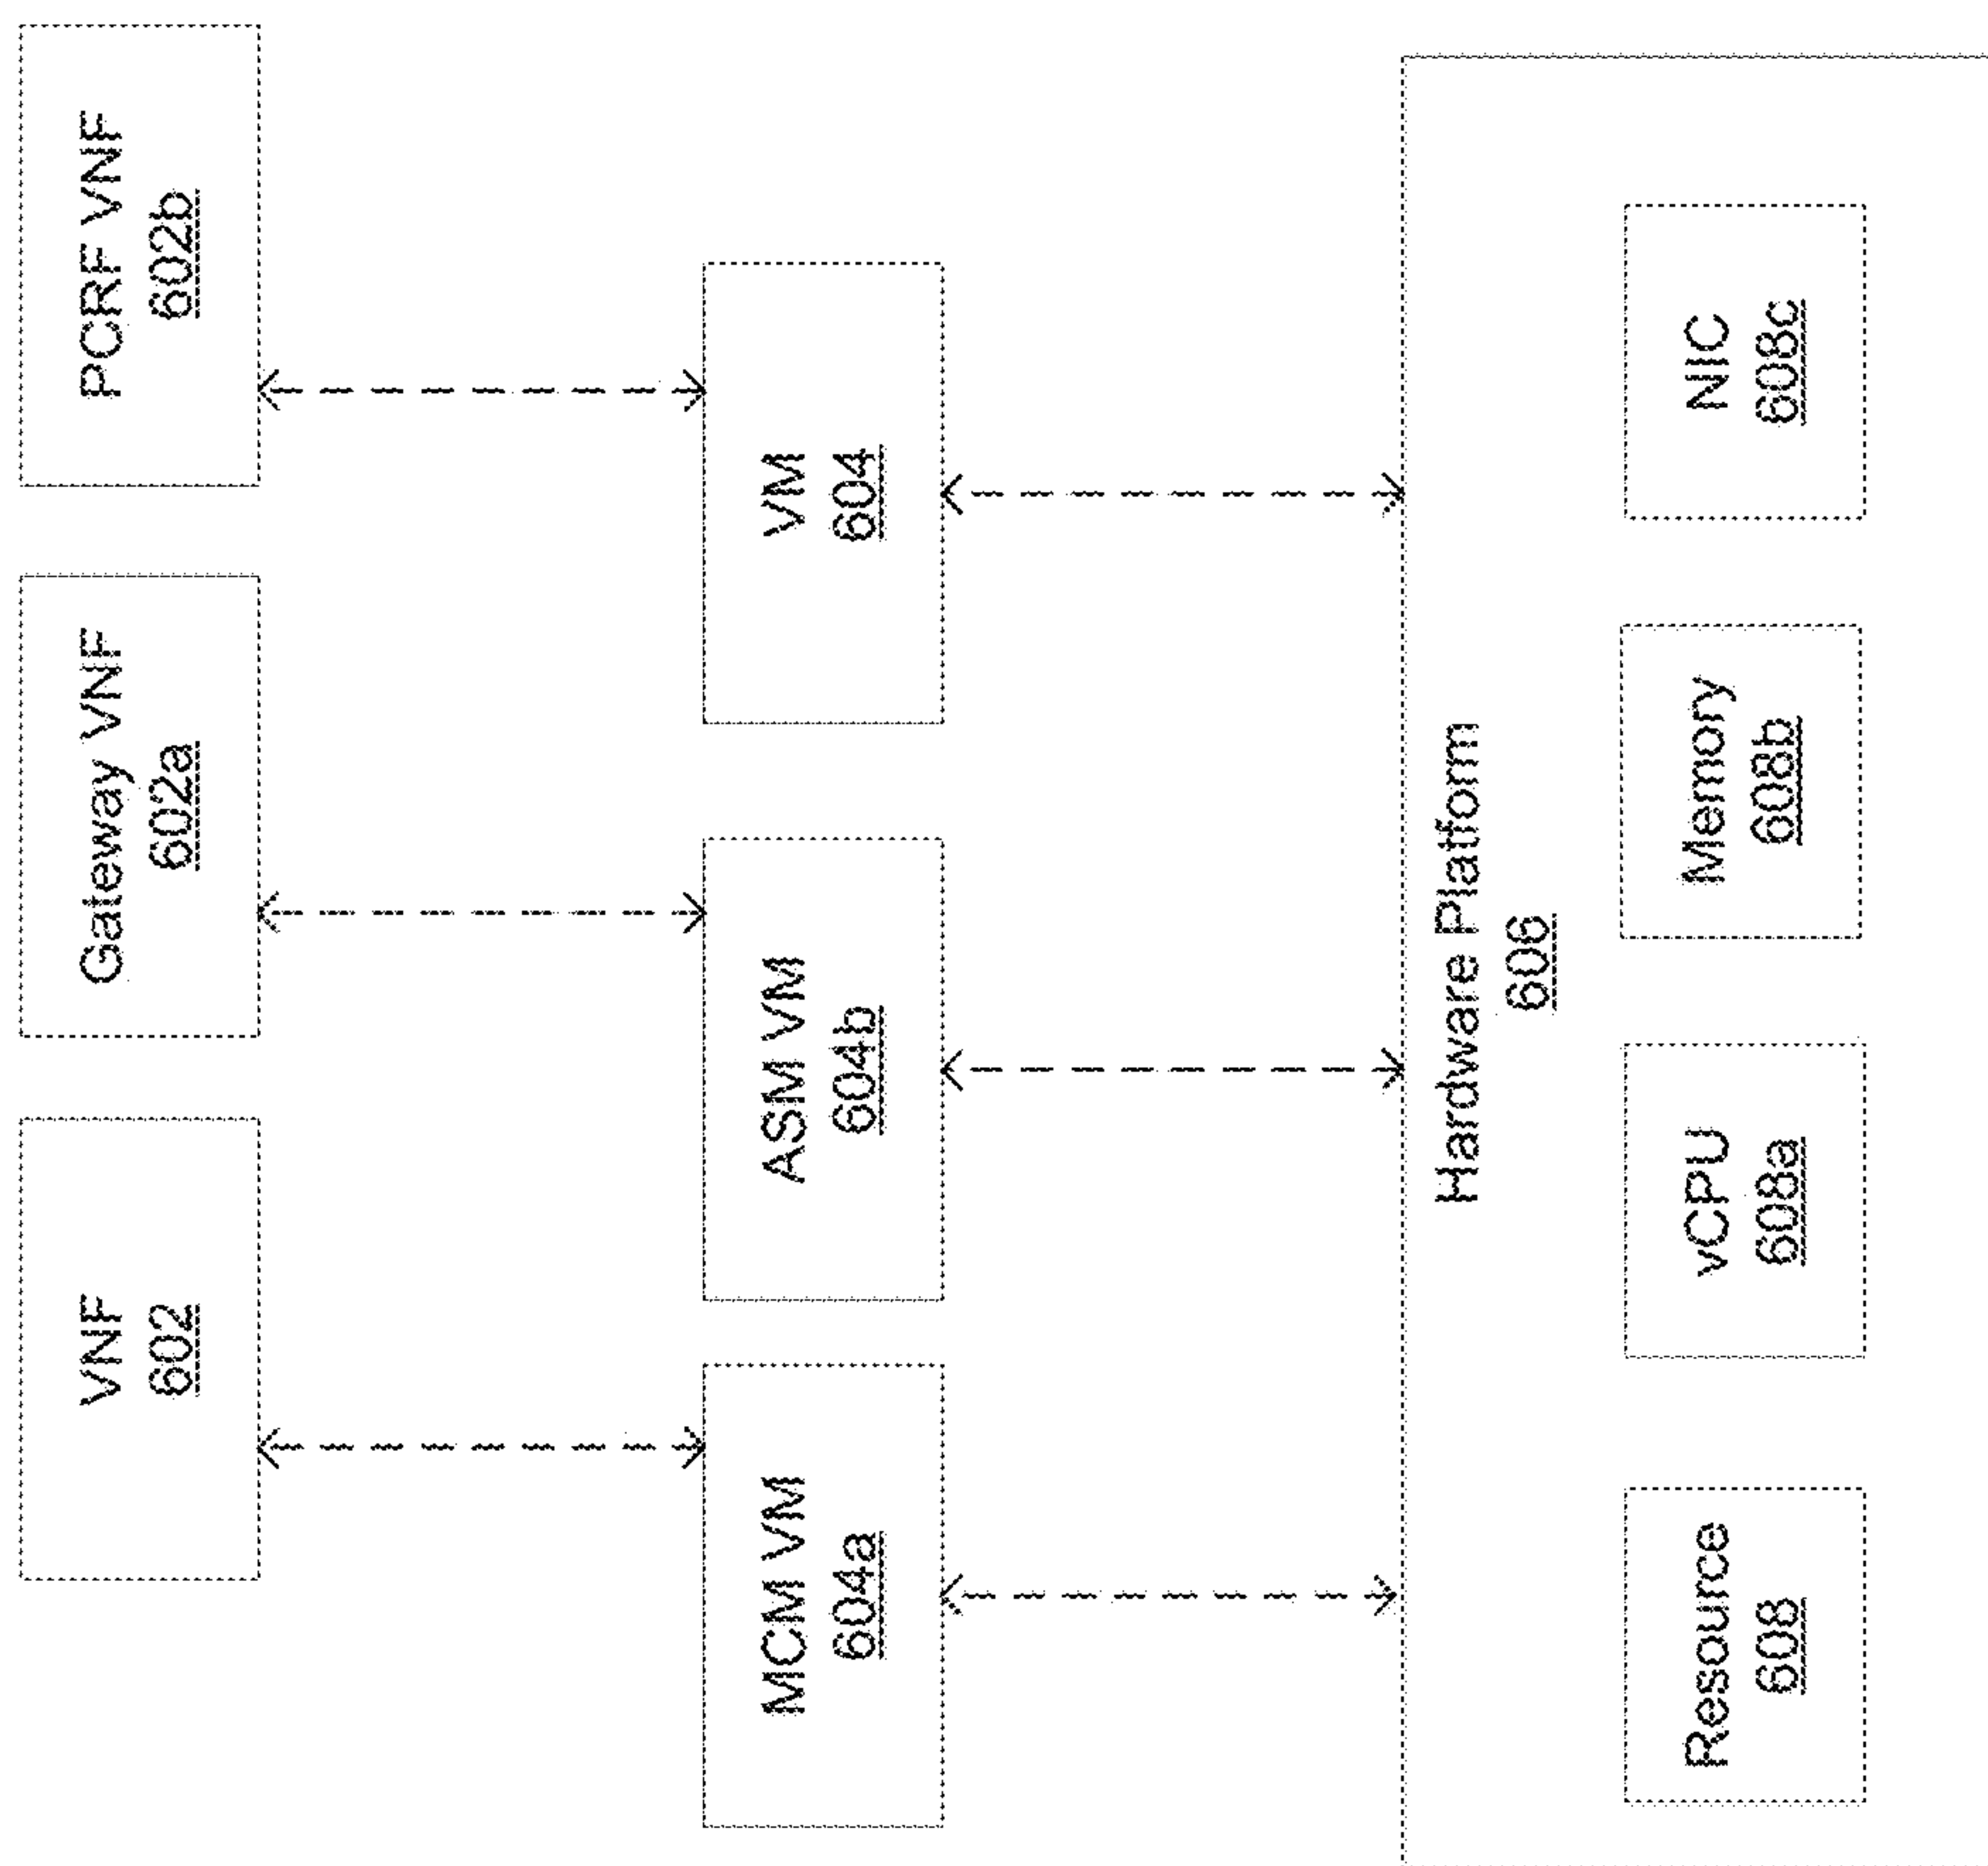 VNF
602
Gateway VNF
602a
PCRF VNF
602b
MCM VM
604a
ASM VM
604b
VM
604
Hardware Platform
606
Resource
608
vCPU
608a
Memory
608b
NIC
608c